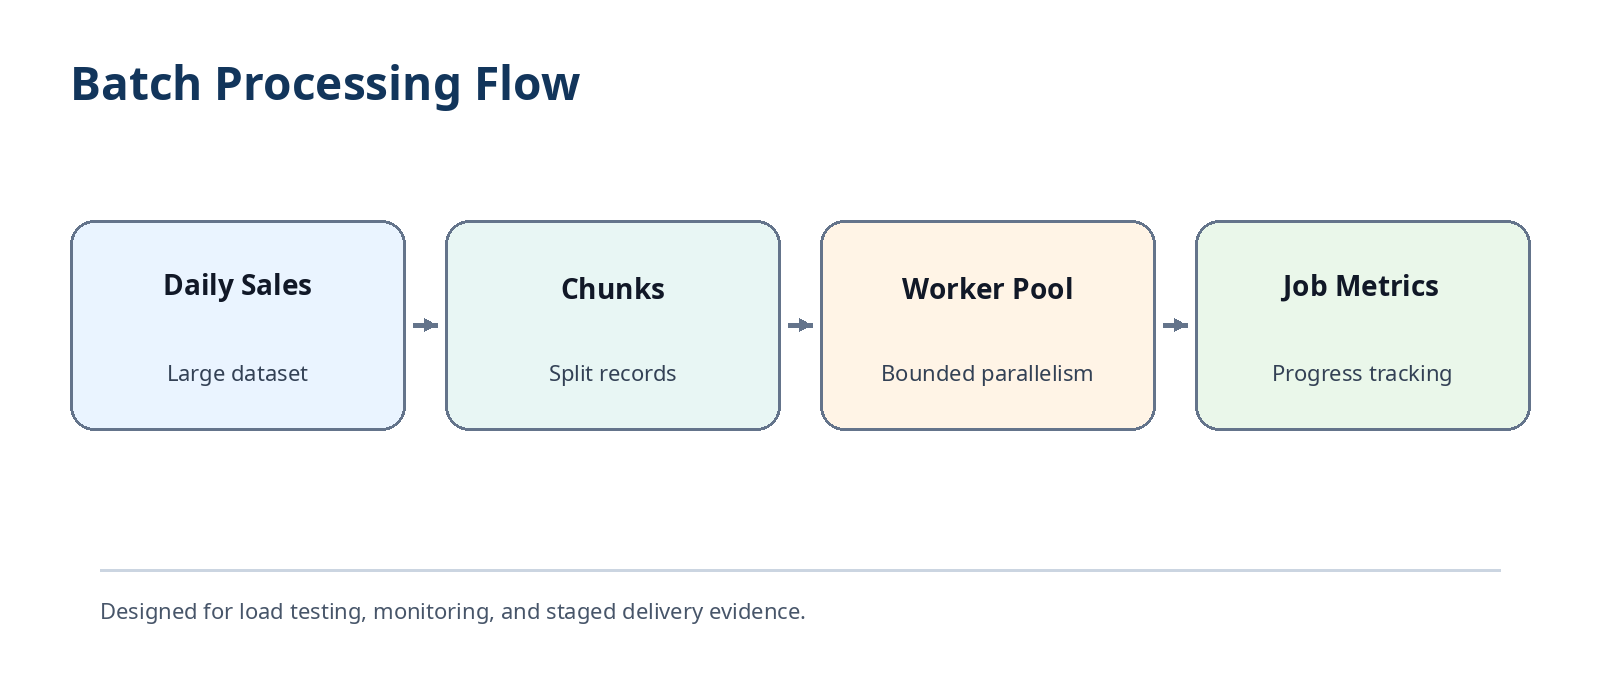 Batch Processing Flow
Daily Sales
Large dataset
Chunks
Split records
Worker Pool
Bounded parallelism
Job Metrics
Progress tracking
Designed for load testing, monitoring, and staged delivery evidence.